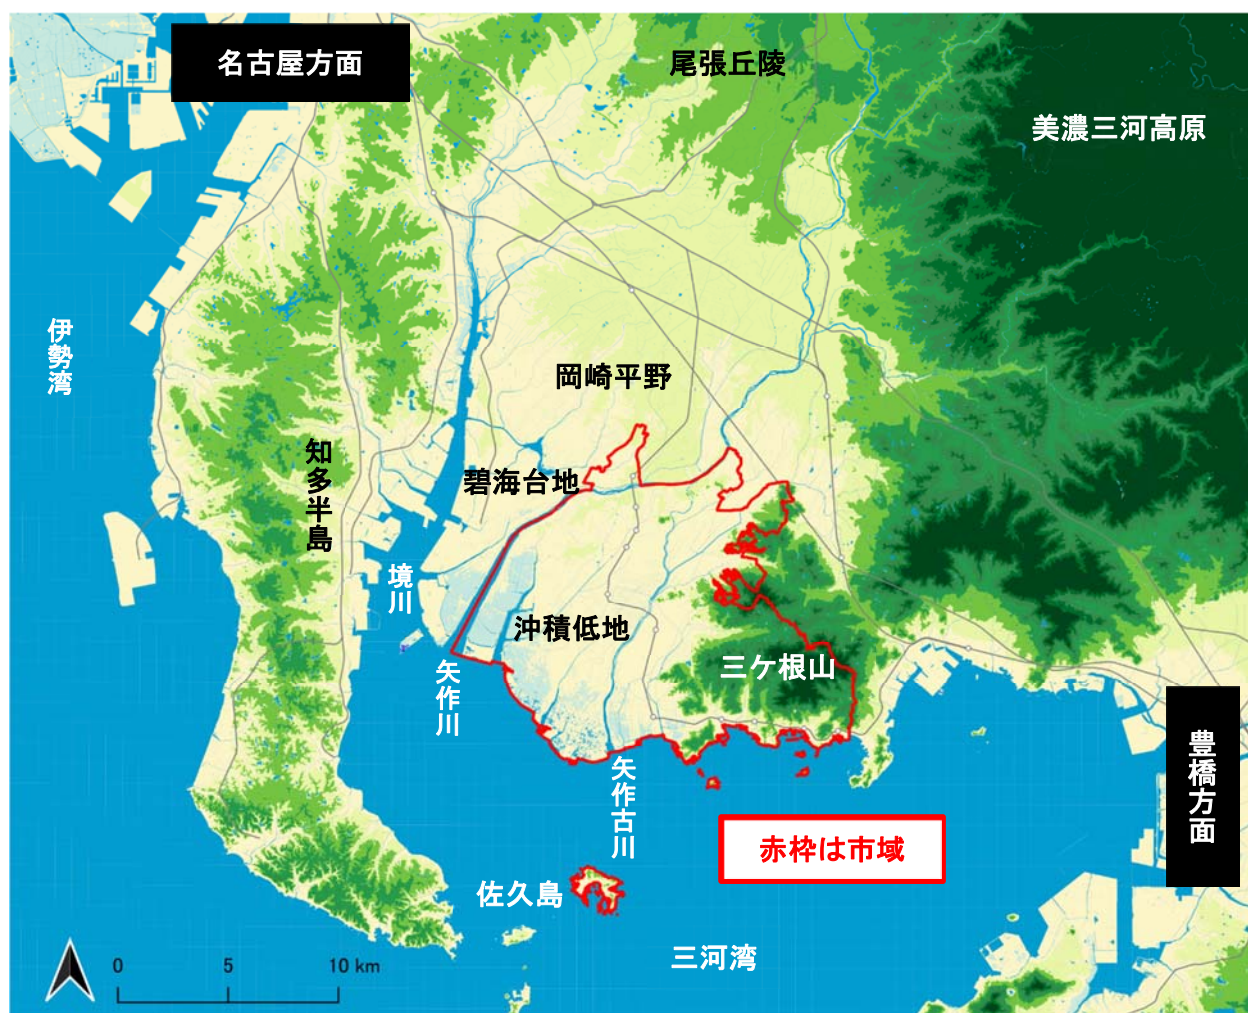 名古屋方面
尾張丘陵
美濃三河高原
伊勢湾
岡崎平野
知多半島
碧海台地
境川
沖積低地
矢作川
三ケ根山
豊橋方面
矢作古川
赤枠は市域
佐久島
三河湾
0 5 10 km